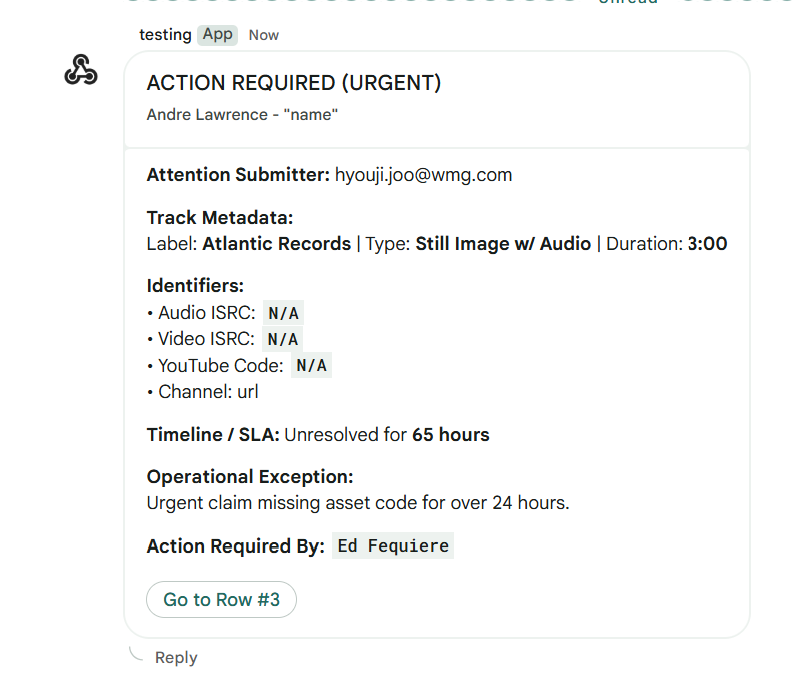 Unread
testing App Now
ACTION REQUIRED (URGENT)
Andre Lawrence - "name"
Attention Submitter: hyouji.joo@wmg.com
Track Metadata:
Label: Atlantic Records | Type: Still Image w/ Audio | Duration: 3:00
Identifiers:
• Audio ISRC: N/A
• Video ISRC: N/A
• YouTube Code: N/A
• Channel: url
Timeline / SLA: Unresolved for 65 hours
Operational Exception:
Urgent claim missing asset code for over 24 hours.
Action Required By: Ed Fequiere
Go to Row #3
Reply